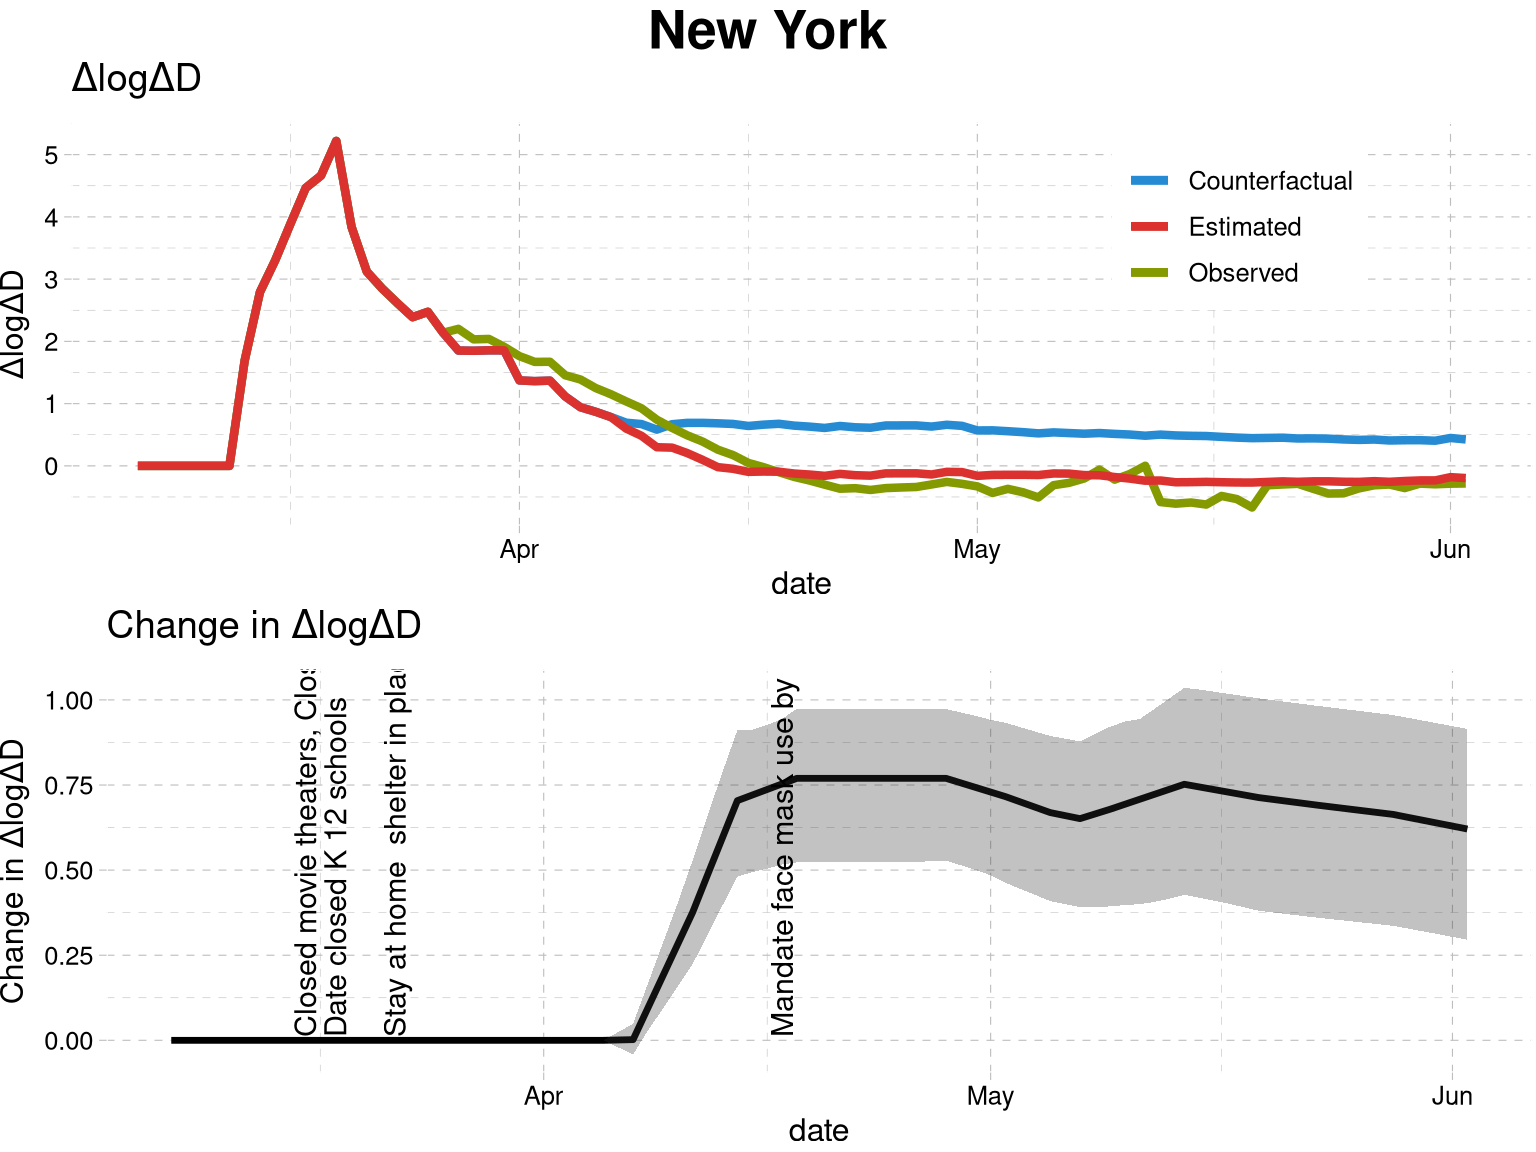 New York
ΔlogΔD
ΔlogΔD
5
4
3
2
1
0
Counterfactual
Estimated
Observed
Apr
May
Jun
date
Change in ΔlogΔD
Change in ΔlogΔD
1.00
0.75
0.50
0.25
0.00
Closed movie theaters, Clos
Date closed K 12 schools
Stay at home shelter in plac
Mandate face mask use by
Apr
May
Jun
date